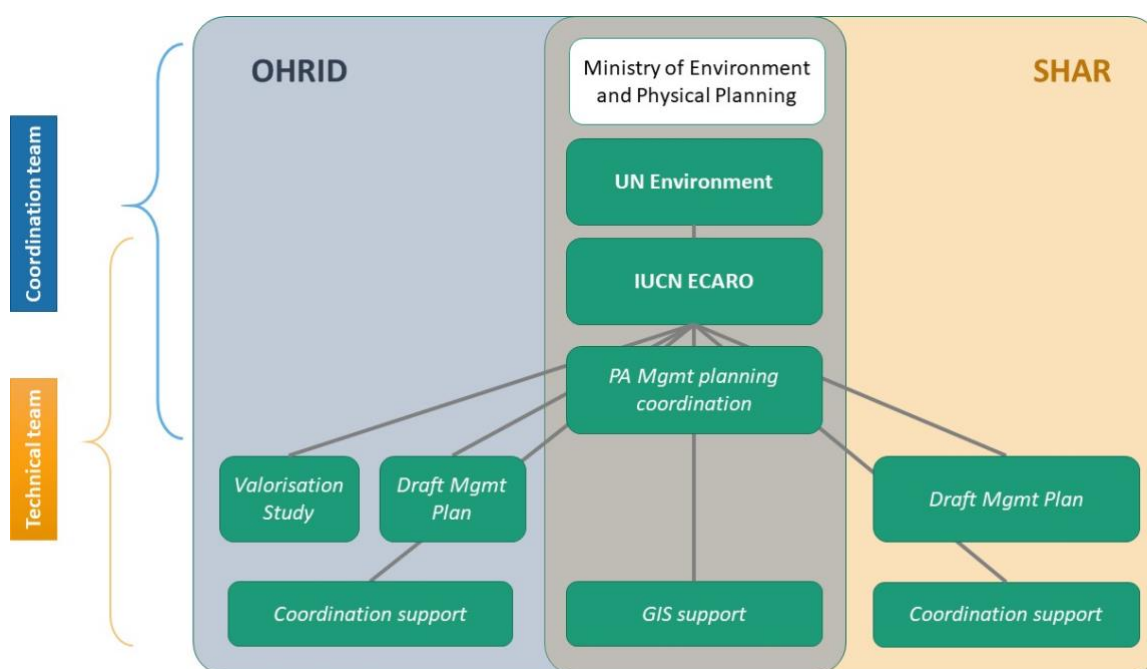 OHRID
Ministry of Environment
and Physical Planning
SHAR
Coordination team
UN Environment
IUCN ECARO
PA Mgmt planning
coordination
Technical team
Valorisation
Study
Draft Mgmt
Plan
Draft Mgmt Plan
Coordination support
GIS support
Coordination support